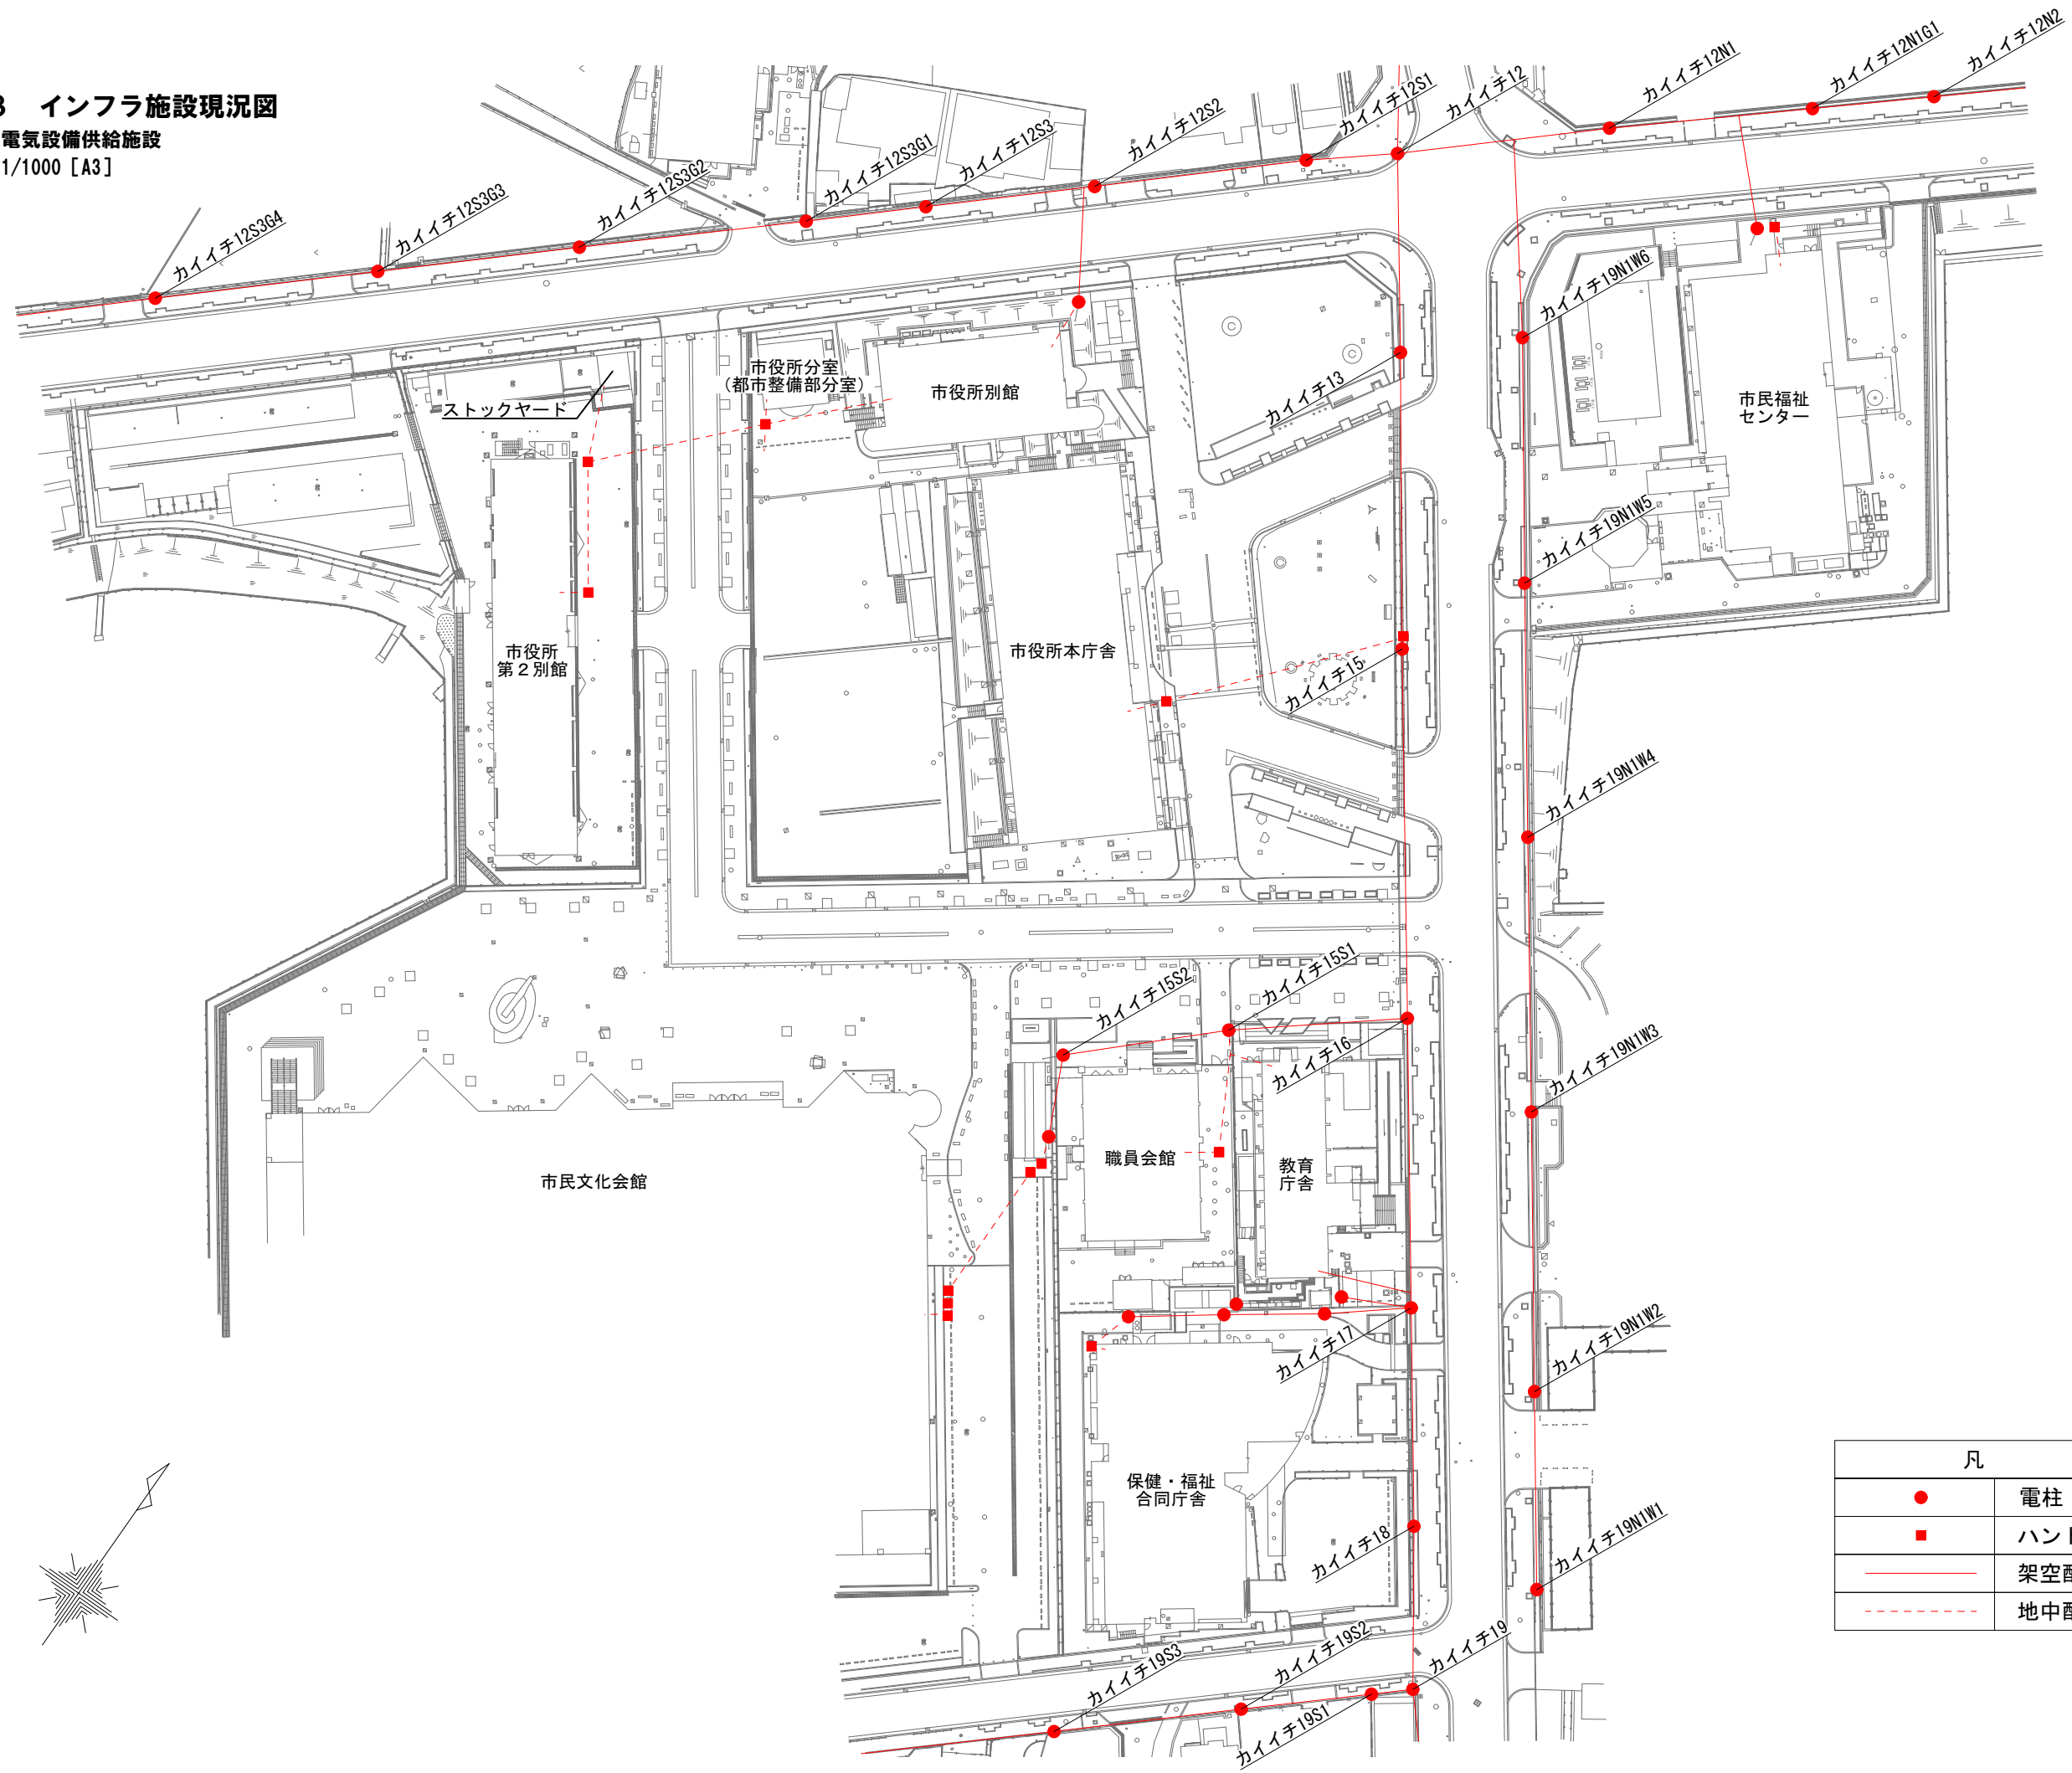 3 インフラ施設現況図
電気設備供給施設
1/1000 [A3]
カイイチ12S3G4
カイイチ12S3G3
カイイチ12S3G2
カイイチ12S3G1
カイイチ12S3
カイイチ12S2
カイイチ12S1
カイイチ12
カイイチ12N1
カイイチ12N1G1
カイイチ12N2
カイイチ19N1W6
カイイチ13
市役所分室
（都市整備部分室）
市役所別館
ストックヤード
市民福祉
センター
カイイチ19N1W5
市役所
第２別館
市役所本庁舎
カイイチ15
カイイチ19N1W4
カイイチ15S2
カイイチ15S1
カイイチ16
カイイチ19N1W3
市民文化会館
職員会館
教育
庁舎
カイイチ17
カイイチ19N1W2
保健・福祉
合同庁舎
カイイチ18
カイイチ19N1W1
カイイチ19S3
カイイチ19S2
カイイチ19S1
カイイチ19
凡
電柱
ハンド
架空配
地中配